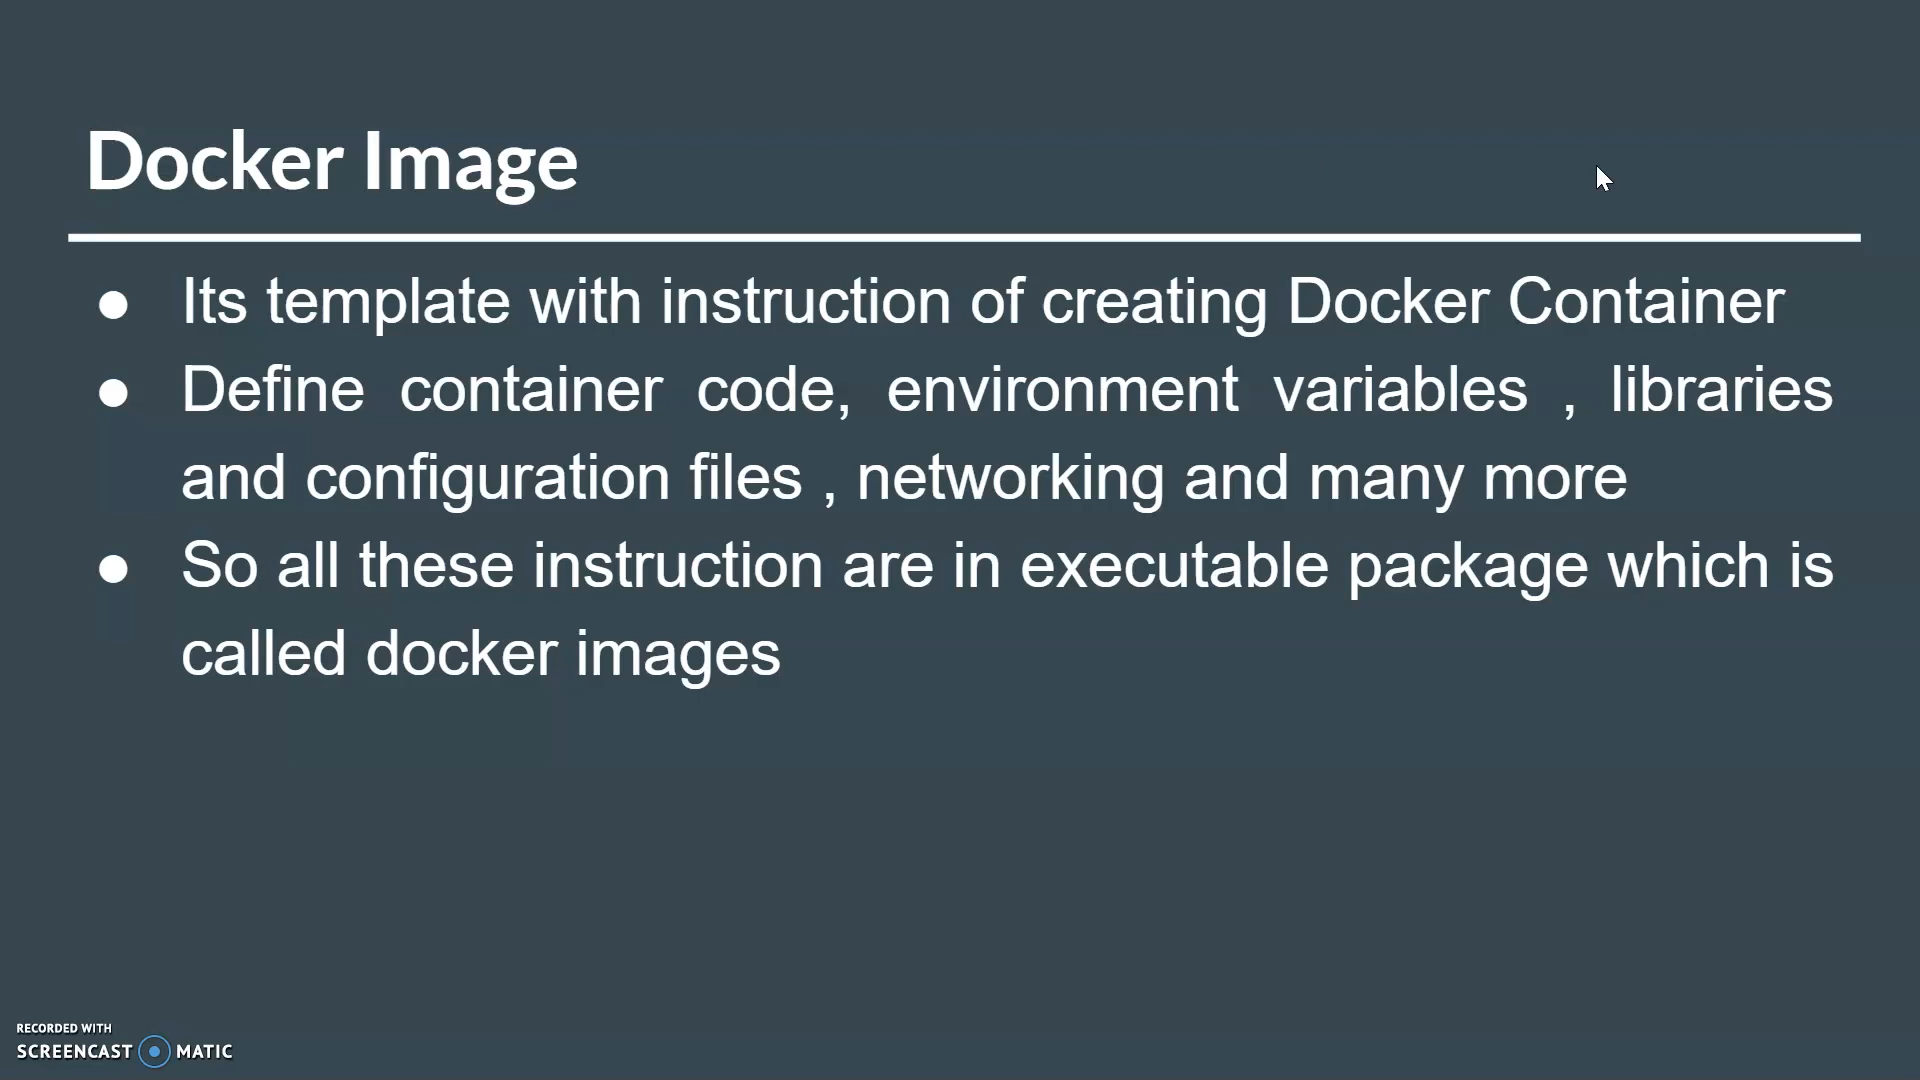 Docker Image
● Its template with instruction of creating Docker Container
● Define container code, environment variables , libraries
and configuration files , networking and many more
● So all these instruction are in executable package which is
called docker images
RECORDED WITH
SCREENCAST MATIC